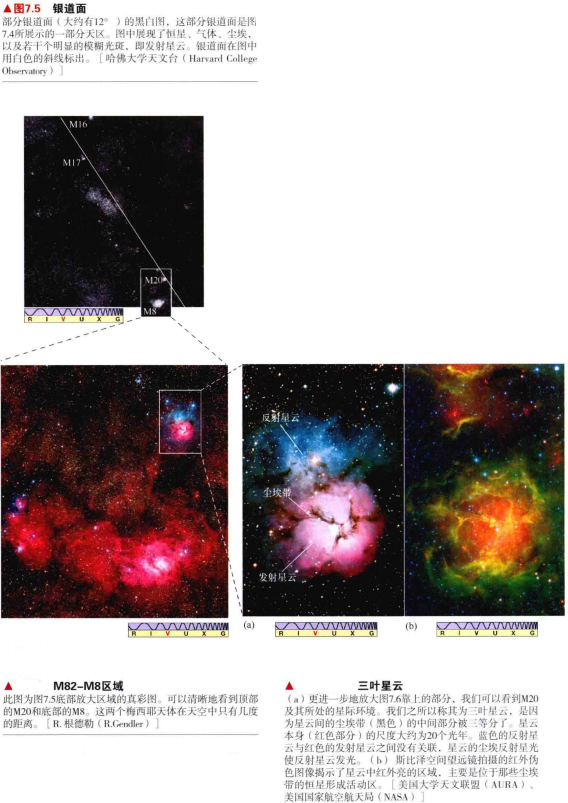 ▲图7.5 银道面
部分银道面（大约有12°）的黑白图，这部分银道面是图
7.4所展示的一部分天区。图中展现了恒星、气体、尘埃，
以及若干个明显的模糊光斑，即发射星云。银道面在图中
用白色的斜线标出。［哈佛大学天文台（Harvard College
Observatory）］
M16
M17
M20
M8
R I V U X G
反射星云
尘埃带
发射星云
R I V U X G
(a)
R I V U X G
(b)
R I V U X G
▲ M82-M8区域
此图为图7.5底部放大区域的真彩图。可以清晰地看到顶部
的M20和底部的M8。这两个梅西耶天体在天空中只有几度
的距离。［R. 根德勒（R.Gendler）］
▲ 三叶星云
（a）更进一步地放大图7.6靠上的部分，我们可以看到M20
及其所处的星际环境。我们之所以称其为三叶星云，是因
为星云间的尘埃带（黑色）的中间部分被三等分了。星云
本身（红色部分）的尺度大约为20个光年。蓝色的反射星
云与红色的发射星云之间没有关联，星云的尘埃反射星光
使反射星云发光。（b） 斯比泽空间望远镜拍摄的红外伪
色图像揭示了星云中红外亮的区域，主要是位于那些尘埃
带的恒星形成活动区。［美国大学天文联盟（AURA）、
美国国家航空航天局（NASA）］